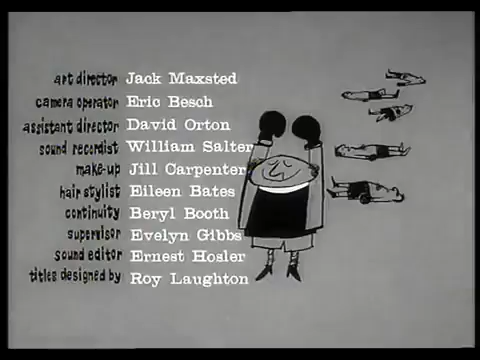 art director Jack Maxsted
camera operator Eric Besch
assistant director David Orton
sound recordist William Salter
make-up Jill Carpenter
hair stylist Eileen Bates
continuity Beryl Booth
supervisor Evelyn Gibbs
sound editor Ernest Hosler
titles designed by Roy Laughton